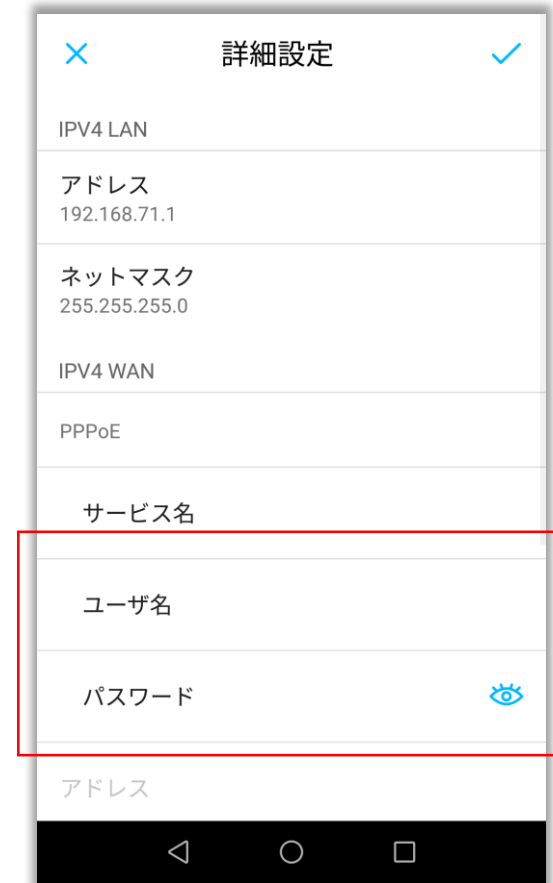 詳細設定
IPV4 LAN
アドレス
192.168.71.1
ネットマスク
255.255.255.0
IPV4 WAN
PPPoE
サービス名
ユーザ名
パスワード
アドレス